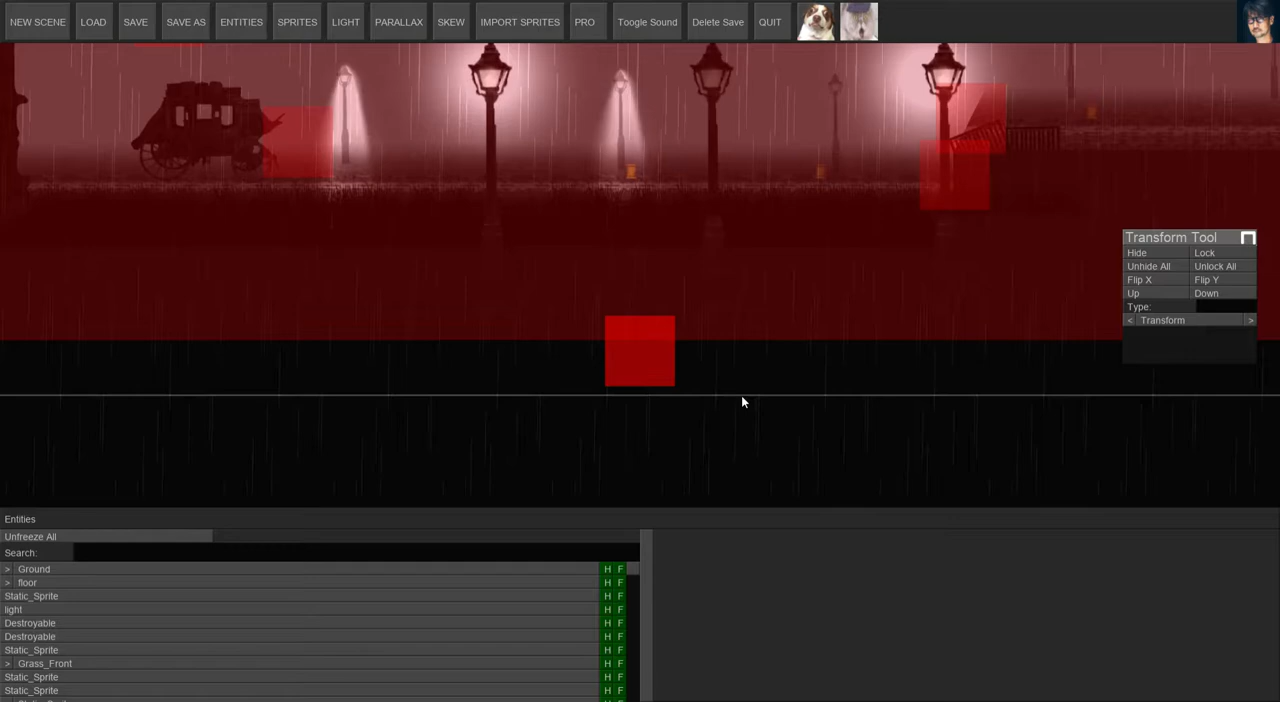 NEW SCENE LOAD SAVE SAVE AS ENTITIES SPRITES LIGHT PARALLAX SKEW IMPORT SPRITES PRO Toogle Sound Delete Save QUIT
Transform Tool
Hide Lock
Unhide All Unlock All
Flip X Flip Y
Up Down
Type:
< Transform >
Entities
Unfreeze All
Search:
> Ground H F
> floor H F
Static_Sprite H F
light H F
Destroyable H F
Destroyable H F
Static_Sprite H F
> Grass_Front H F
Static_Sprite H F
Static_Sprite H F